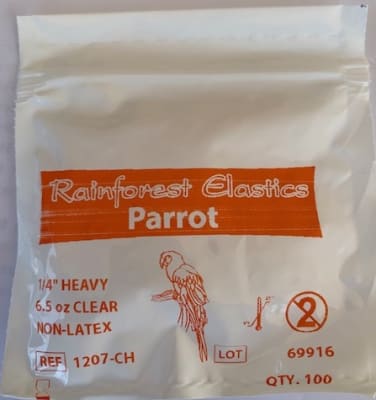 Rainforest Elastics
Parrot
1/4" HEAVY
6.5 oz CLEAR
NON-LATEX
REF 1207-CH
LOT 69916
2
QTY. 100